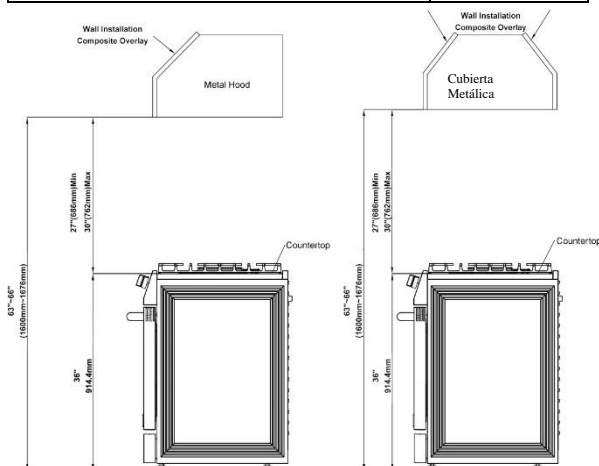 Wall Installation
Composite Overlay
Metal Hood
27"(686mm)Min
30"(762mm)Max
Countertop
63"~66"
(1600mm~1676mm)
36"
914.4mm
Wall Installation
Composite Overlay
Cubierta
Metálica
27"(686mm)Min
30"(762mm)Max
Countertop
63"~66"
(1600mm~1676mm)
36"
914.4mm